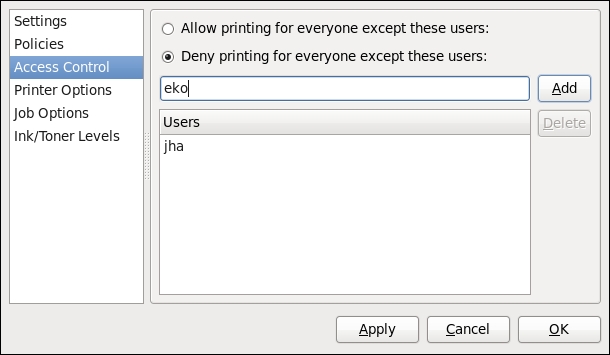 Settings
Policies
Access Control
Printer Options
Job Options
Ink/Toner Levels
Allow printing for everyone except these users:
Deny printing for everyone except these users:
eko
Add
Users
Delete
jha
Apply
Cancel
OK